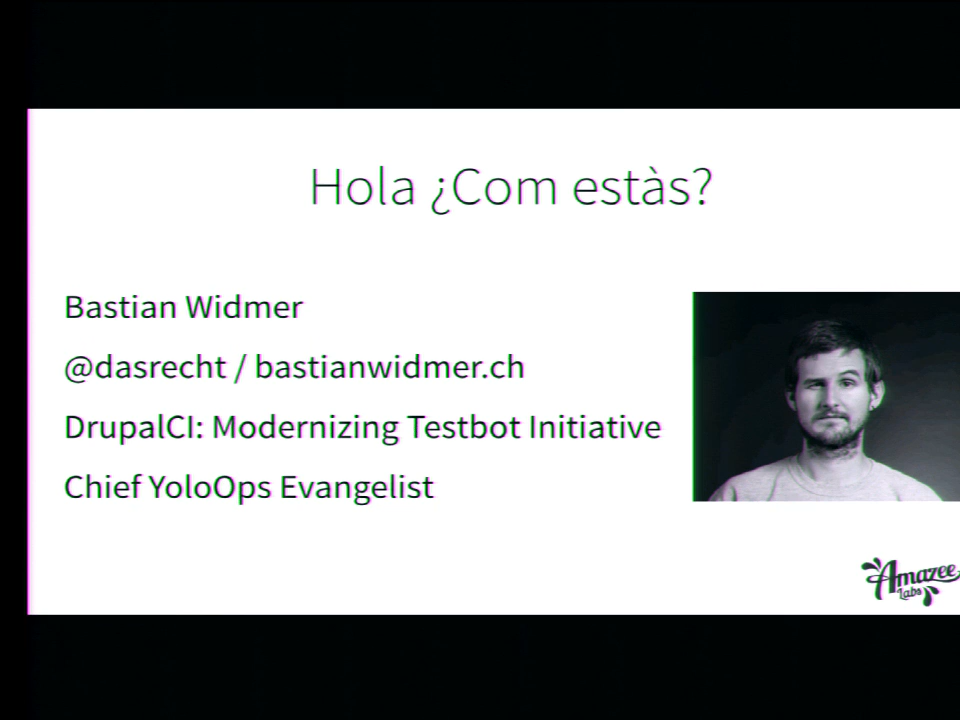 Hola ¿Com estàs?
Bastian Widmer
@dasrecht / bastianwidmer.ch
DrupalCI: Modernizing Testbot Initiative
Chief YoloOps Evangelist
Amazee
Labs